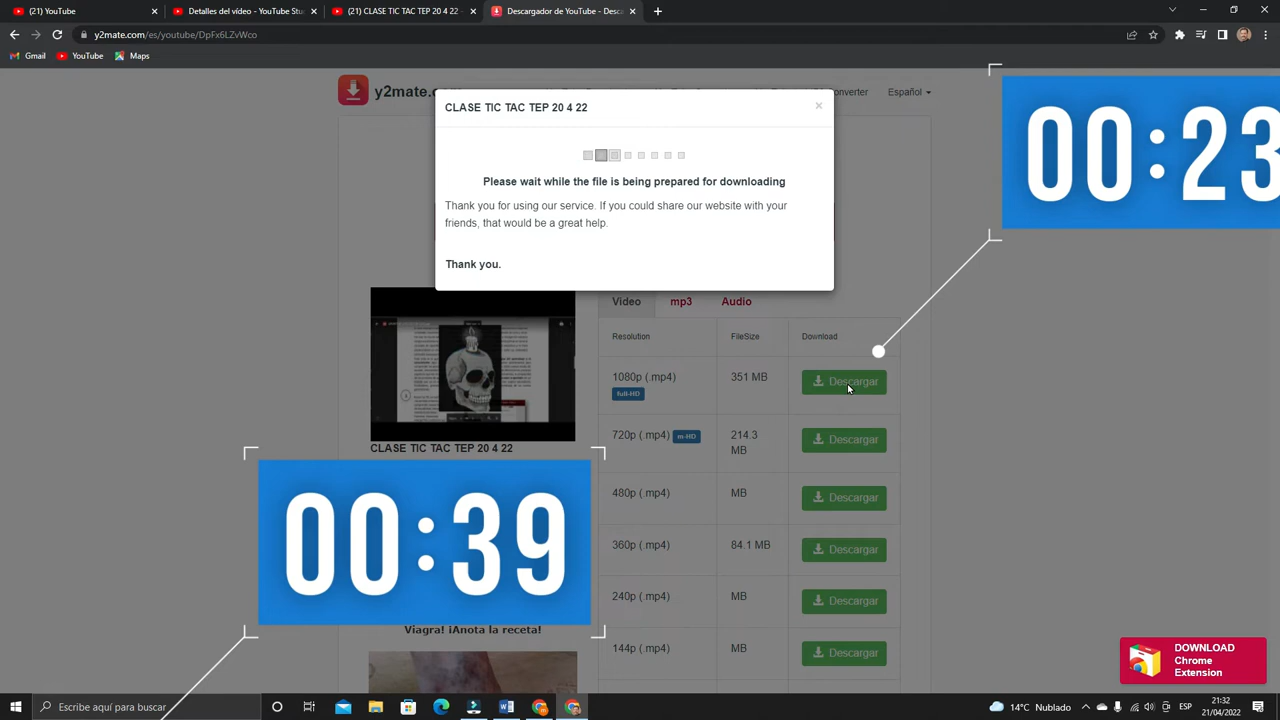 (21) YouTube
Detalles del vídeo - YouTube Stu
(21) CLASE TIC TAC TEP 20 4 22 -
Descargador de YouTube - Desc
y2mate.com/es/youtube/DpFx6LZvWco
Gmail
YouTube
Maps
y2mate.
Converter
Español
CLASE TIC TAC TEP 20 4 22
×
Please wait while the file is being prepared for downloading
Thank you for using our service. If you could share our website with your
friends, that would be a great help.
Thank you.
00:23
Video
mp3
Audio
Resolution
FileSize
Download
1080p (.mp4)
full-HD
351 MB
Descargar
720p (.mp4) m-HD
214.3
MB
Descargar
CLASE TIC TAC TEP 20 4 22
480p (.mp4)
MB
Descargar
00:39
360p (.mp4)
84.1 MB
Descargar
240p (.mp4)
MB
Descargar
Viagra! ¡Anota la receta!
144p (.mp4)
MB
Descargar
DOWNLOAD
Chrome
Extension
Escribe aquí para buscar
14°C Nublado
ESP
21:32
21/04/2022